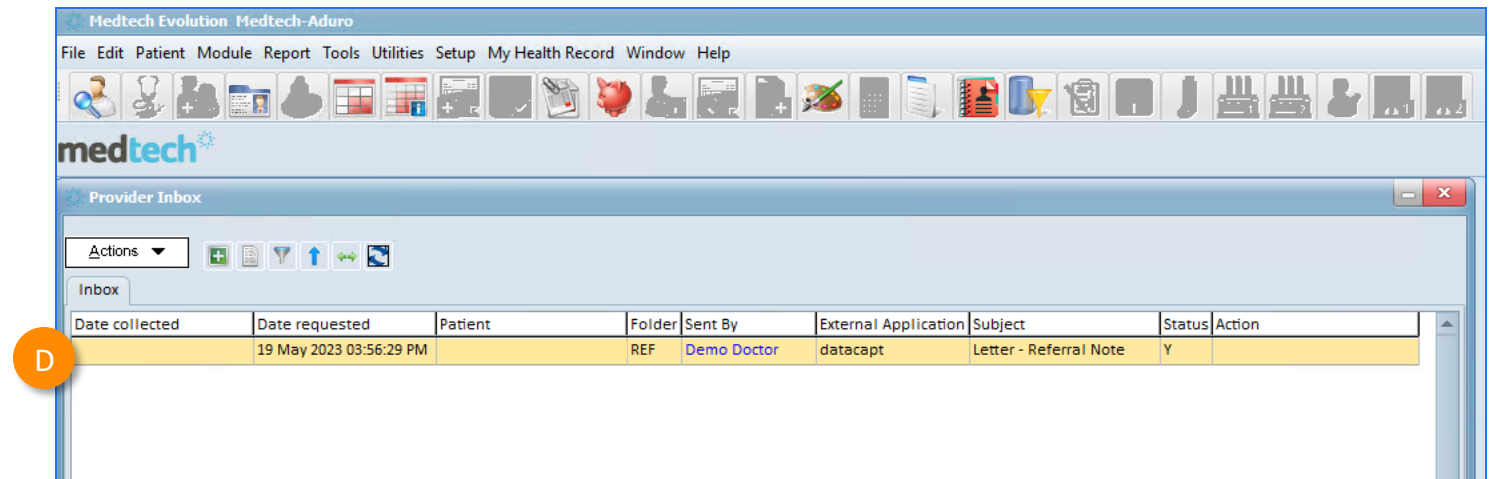 Medtech Evolution Medtech-Aduro
File Edit Patient Module Report Tools Utilities Setup My Health Record Window Help
medtech
Provider Inbox
Actions
Inbox
Date collected Date requested Patient Folder Sent By External Application Subject Status Action
D 19 May 2023 03:56:29 PM REF Demo Doctor datacapt Letter - Referral Note Y